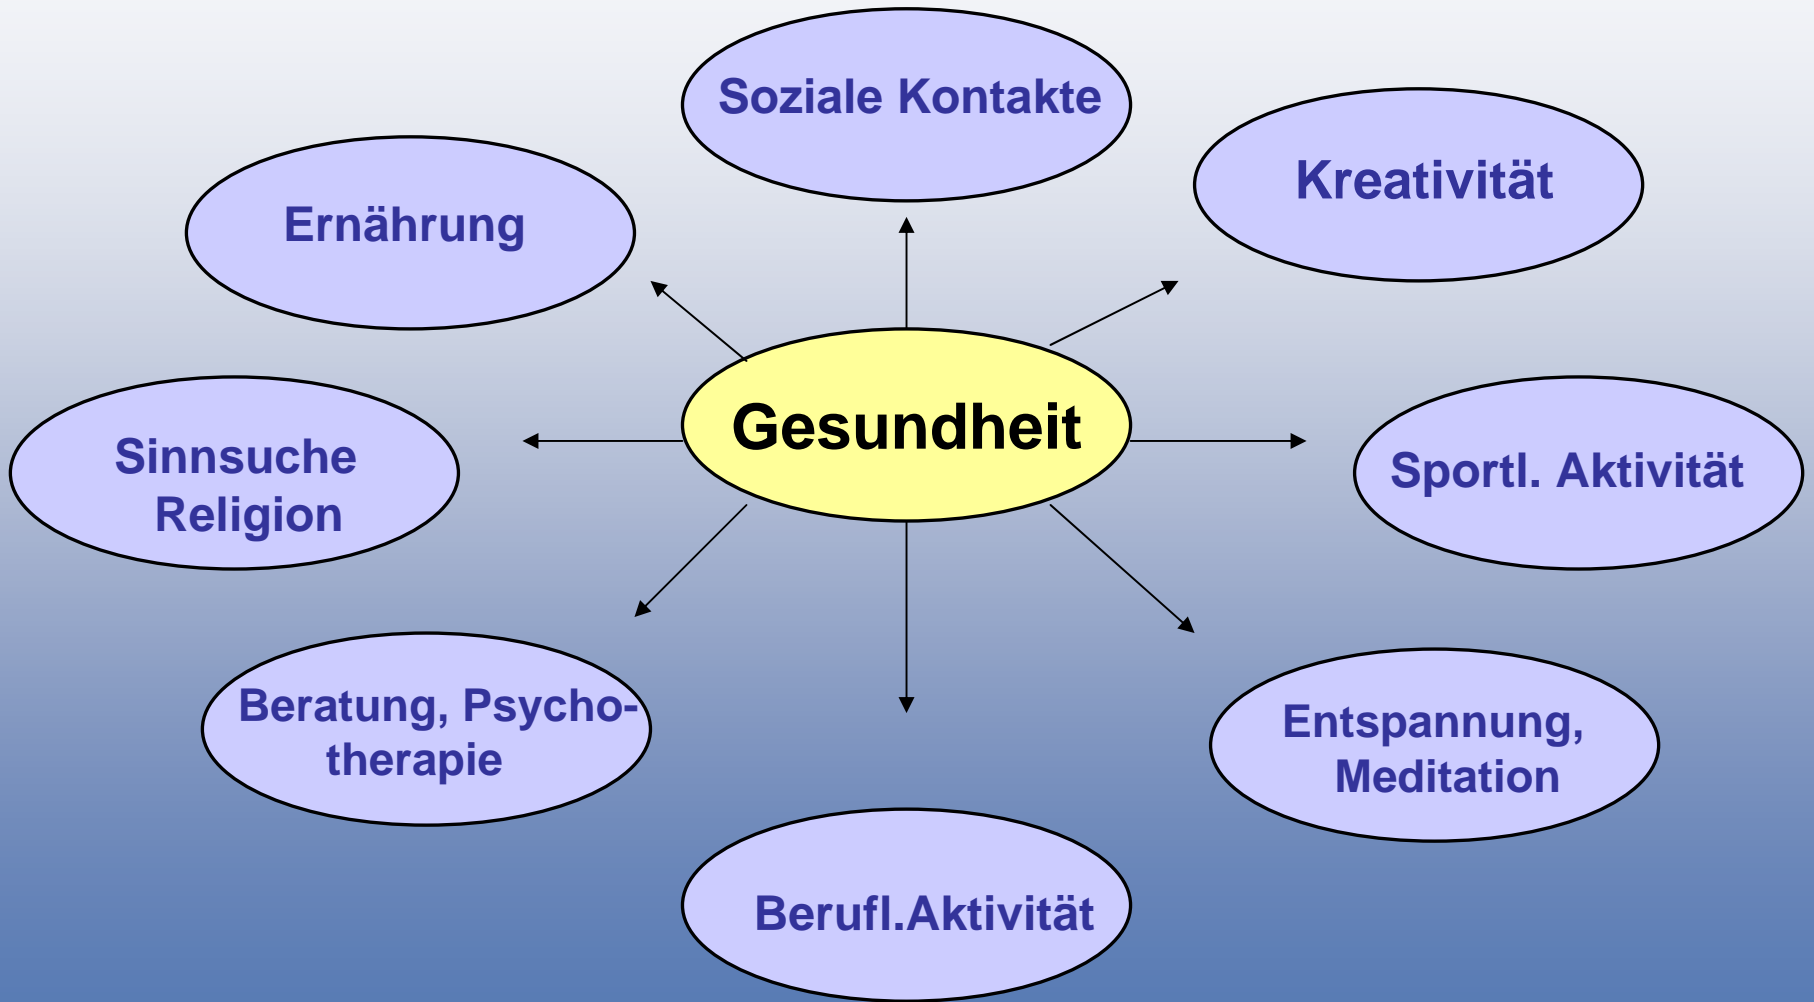 Soziale Kontakte
Kreativität
Ernährung
Gesundheit
Sinnsuche
Religion
Sportl. Aktivität
Beratung, Psycho-
therapie
Entspannung,
Meditation
Berufl.Aktivität